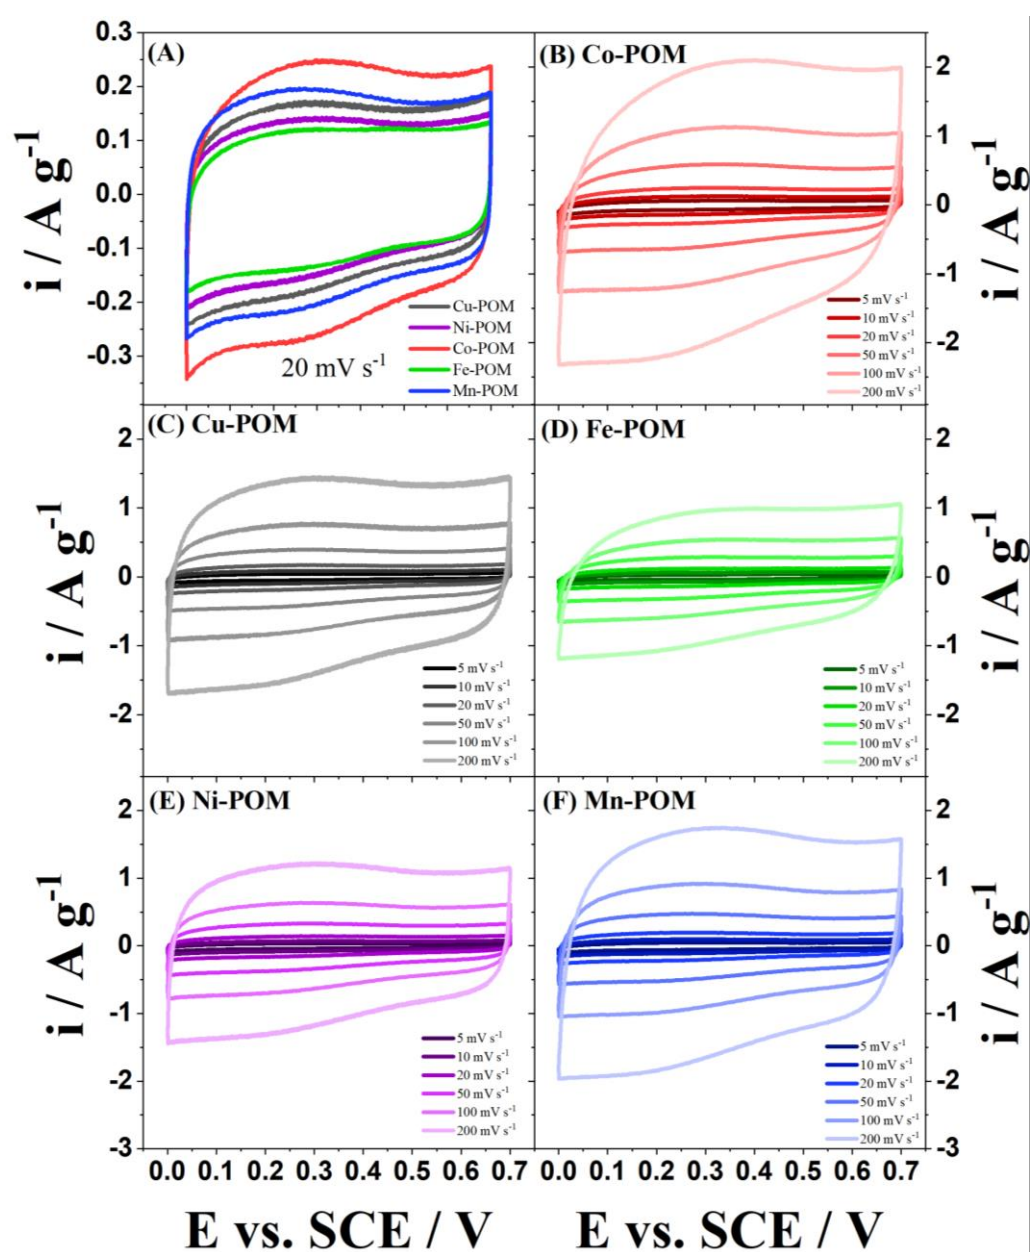 (A)
0.3
0.2
0.1
0.0
-0.1
-0.2
-0.3
i / A g⁻¹
Cu-POM
Ni-POM
Co-POM
Fe-POM
Mn-POM
20 mV s⁻¹
(B) Co-POM
2
1
0
-1
-2
i / A g⁻¹
5 mV s⁻¹
10 mV s⁻¹
20 mV s⁻¹
50 mV s⁻¹
100 mV s⁻¹
200 mV s⁻¹
(C) Cu-POM
2
1
0
-1
-2
i / A g⁻¹
5 mV s⁻¹
10 mV s⁻¹
20 mV s⁻¹
50 mV s⁻¹
100 mV s⁻¹
200 mV s⁻¹
(D) Fe-POM
2
1
0
-1
-2
i / A g⁻¹
5 mV s⁻¹
10 mV s⁻¹
20 mV s⁻¹
50 mV s⁻¹
100 mV s⁻¹
200 mV s⁻¹
(E) Ni-POM
2
1
0
-1
-2
-3
i / A g⁻¹
5 mV s⁻¹
10 mV s⁻¹
20 mV s⁻¹
50 mV s⁻¹
100 mV s⁻¹
200 mV s⁻¹
0.0 0.1 0.2 0.3 0.4 0.5 0.6 0.7
E vs. SCE / V
(F) Mn-POM
2
1
0
-1
-2
-3
i / A g⁻¹
5 mV s⁻¹
10 mV s⁻¹
20 mV s⁻¹
50 mV s⁻¹
100 mV s⁻¹
200 mV s⁻¹
0.0 0.1 0.2 0.3 0.4 0.5 0.6 0.7
E vs. SCE / V